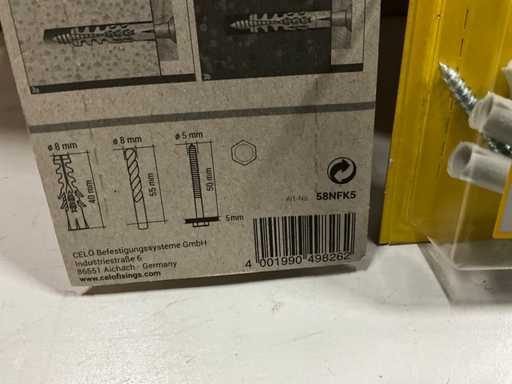 ø 8 mm
ø 8 mm
ø 5 mm
40 mm
55 mm
50 mm
5 mm
Art-No. 58NFK5
CELO Befestigungssysteme GmbH
Industriestraße 6
86551 Aichach - Germany
www.celofixings.com
4 001990 498262